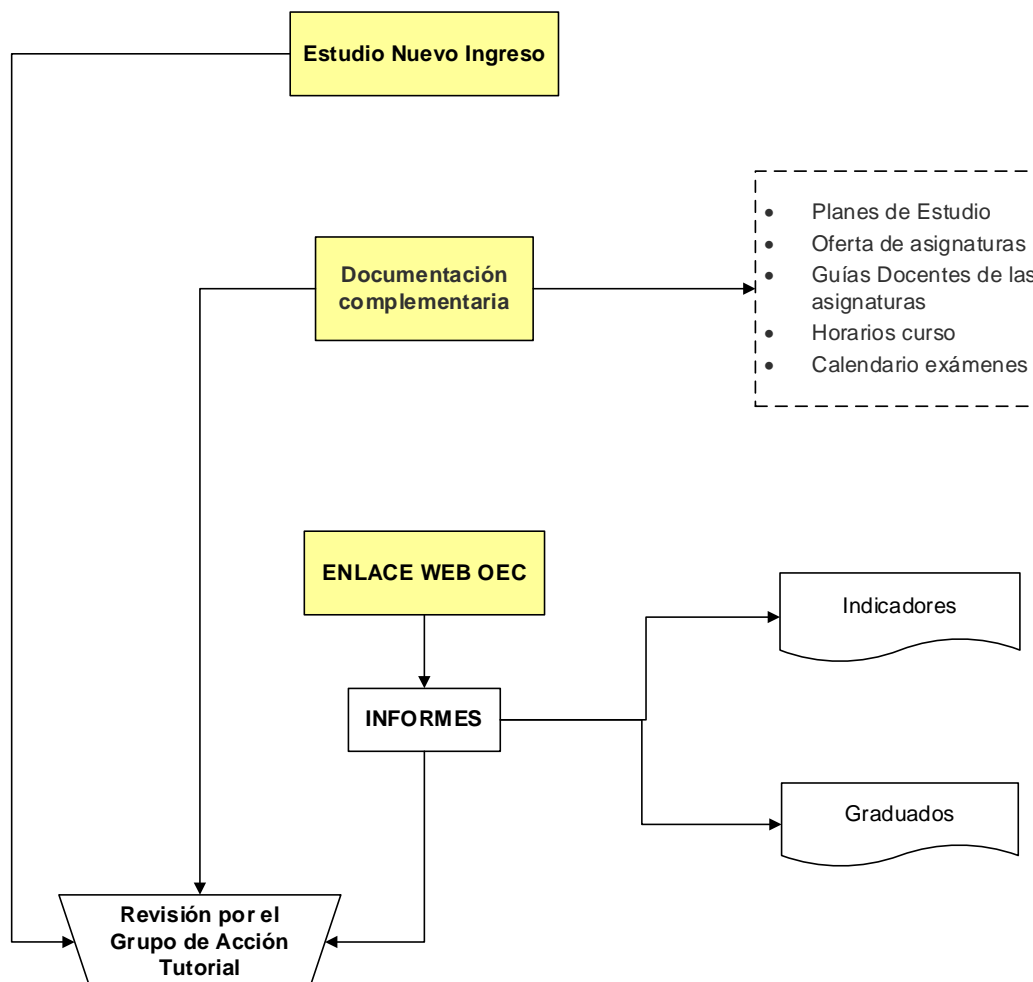 Estudio Nuevo Ingreso
Documentación
complementaria
• Planes de Estudio
• Oferta de asignaturas
• Guías Docentes de las
asignaturas
• Horarios curso
• Calendario exámenes
ENLACE WEB OEC
INFORMES
Indicadores
Graduados
Revisión por el
Grupo de Acción
Tutorial